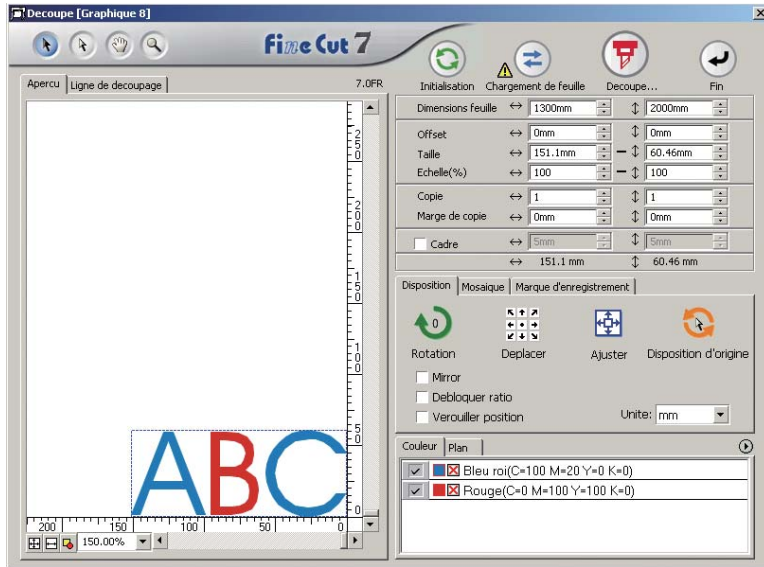 Decoupe [Graphique 8]
Fine Cut 7
Apercu
Ligne de decoupage
7.0FR
Initialisation
Chargement de feuille
Decoupe...
Fin
Dimensions feuille 1300mm 2000mm
Offset 0mm 0mm
Taille 151.1mm 60.46mm
Echelle(%) 100 100
Copie 1 1
Marge de copie 0mm 0mm
Cadre 5mm 5mm
151.1 mm 60.46 mm
Disposition
Mosaique
Marque d'enregistrement
0
Rotation
Deplacer
Ajuster
Disposition d'origine
Mirror
Debloquer ratio
Verouiller position
Unite: mm
Couleur
Plan
Bleu roi(C=100 M=20 Y=0 K=0)
Rouge(C=0 M=100 Y=100 K=0)
250
200
150
100
50
0
ABC
200 150 100 50 0
150.00%